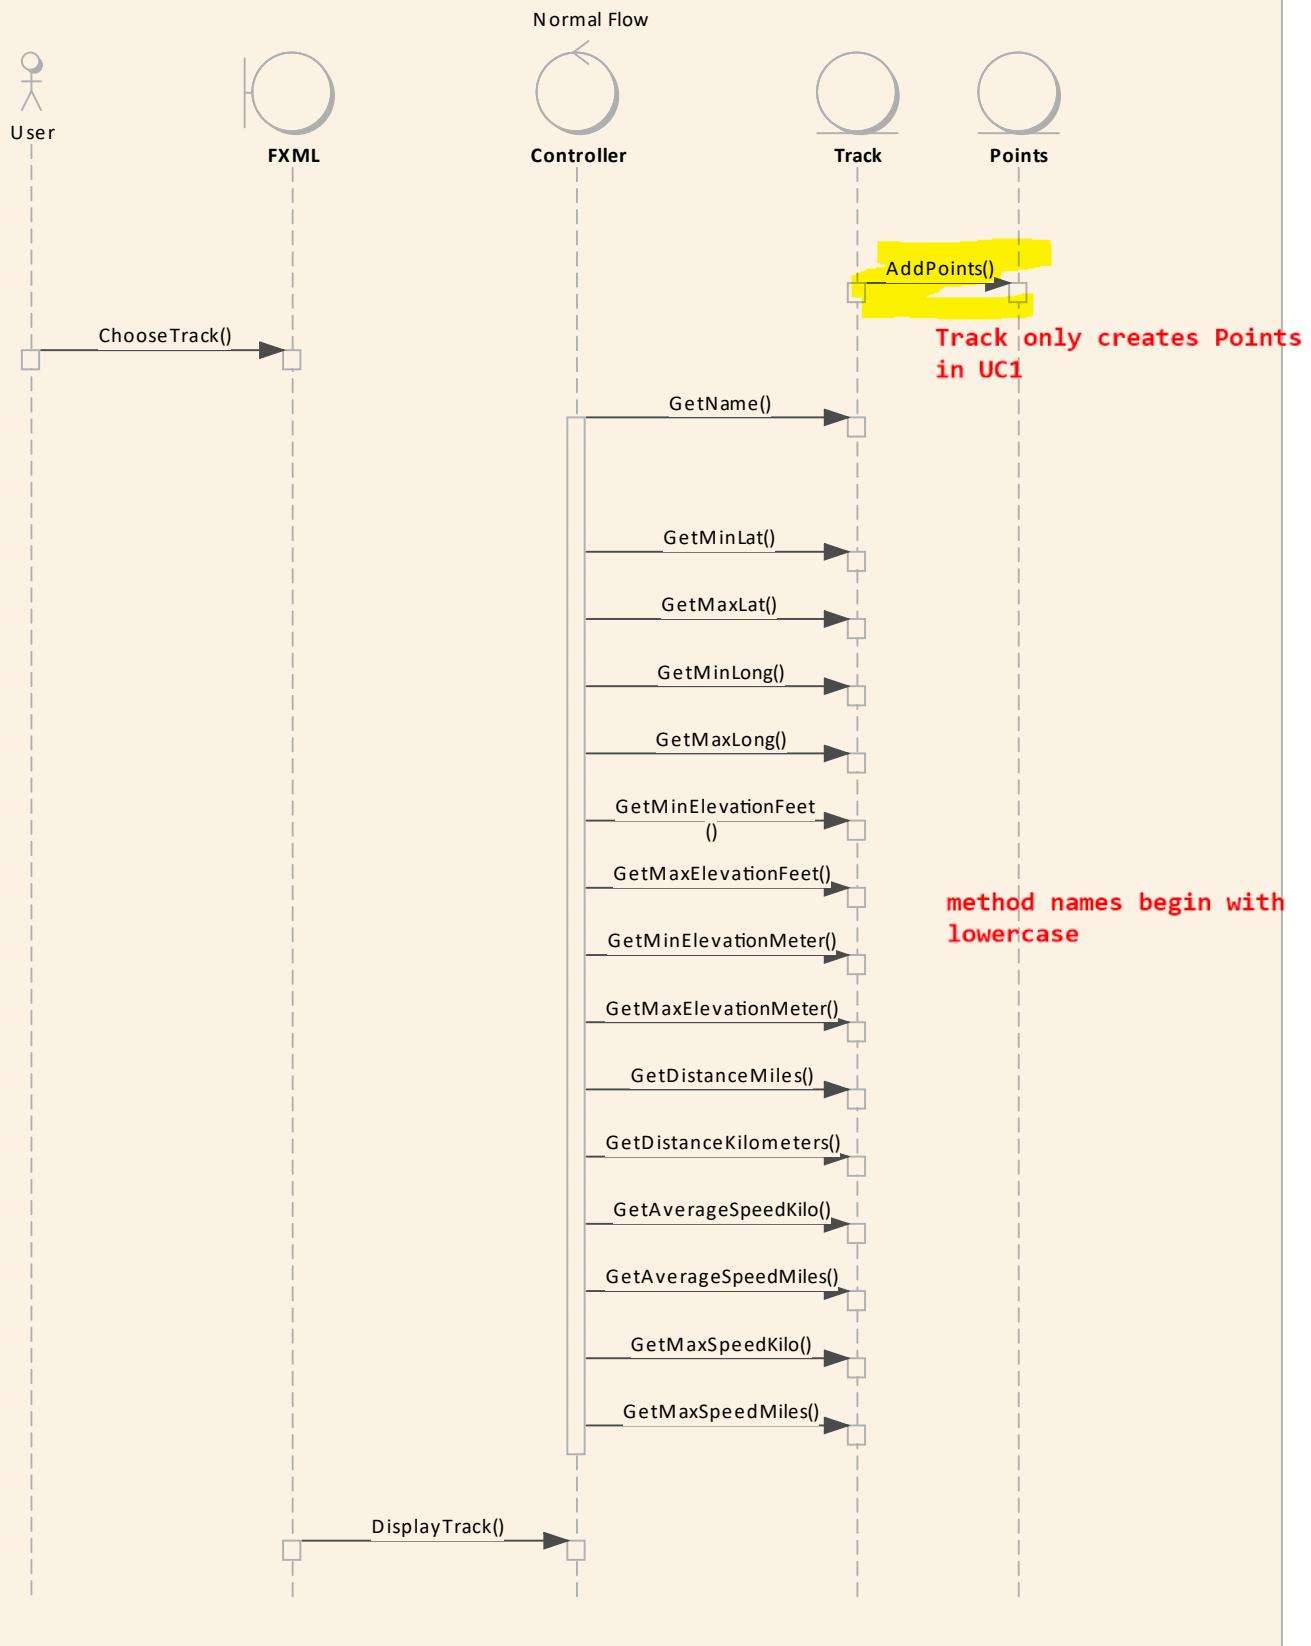 Normal Flow
User
FXML
Controller
Track
Points
AddPoints()
ChooseTrack()
Track only creates Points
in UC1
GetName()
GetMinLat()
GetMaxLat()
GetMinLong()
GetMaxLong()
GetMinElevationFeet
()
GetMaxElevationFeet()
method names begin with
lowercase
GetMinElevationMeter()
GetMaxElevationMeter()
GetDistanceMiles()
GetDistanceKilometers()
GetAverageSpeedKilo()
GetAverageSpeedMiles()
GetMaxSpeedKilo()
GetMaxSpeedMiles()
DisplayTrack()